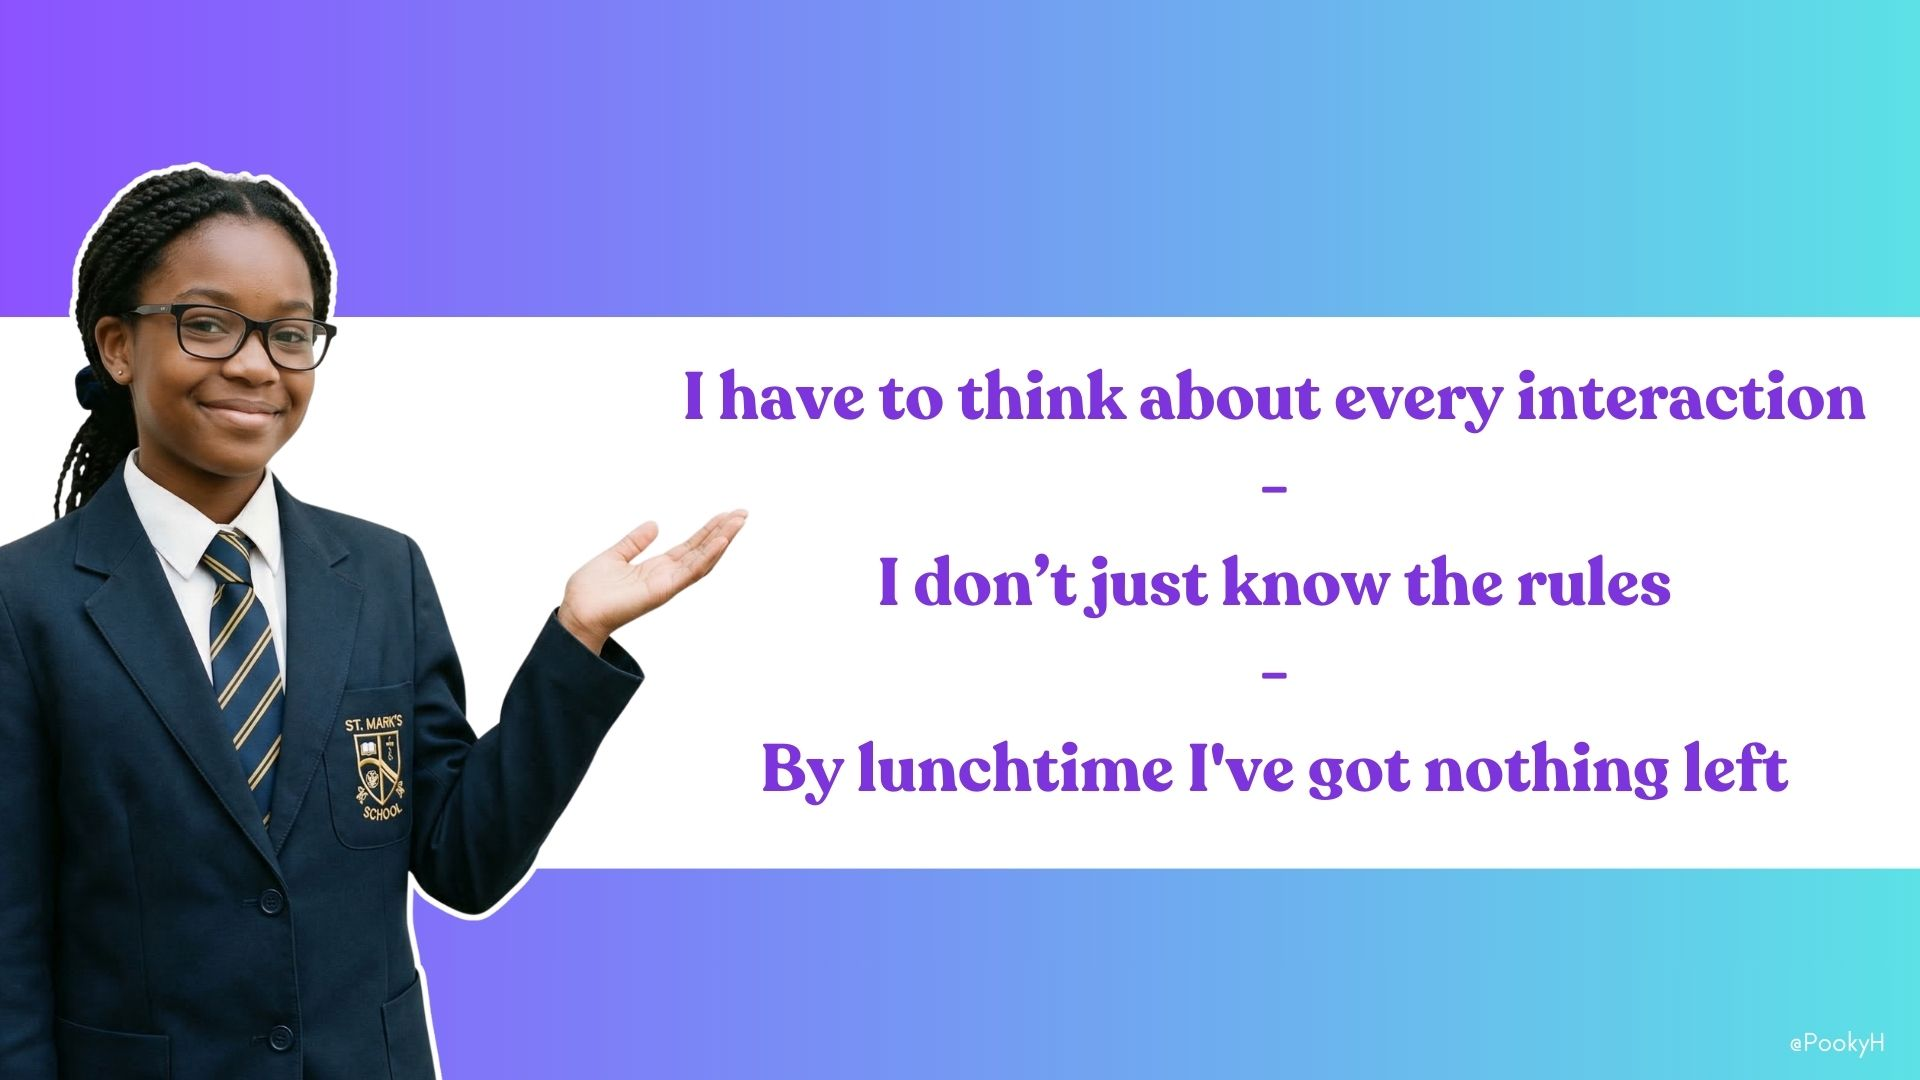 I have to think about every interaction
–
I don’t just know the rules
–
By lunchtime I've got nothing left
ST. MARK'S
SCHOOL
@PookyH